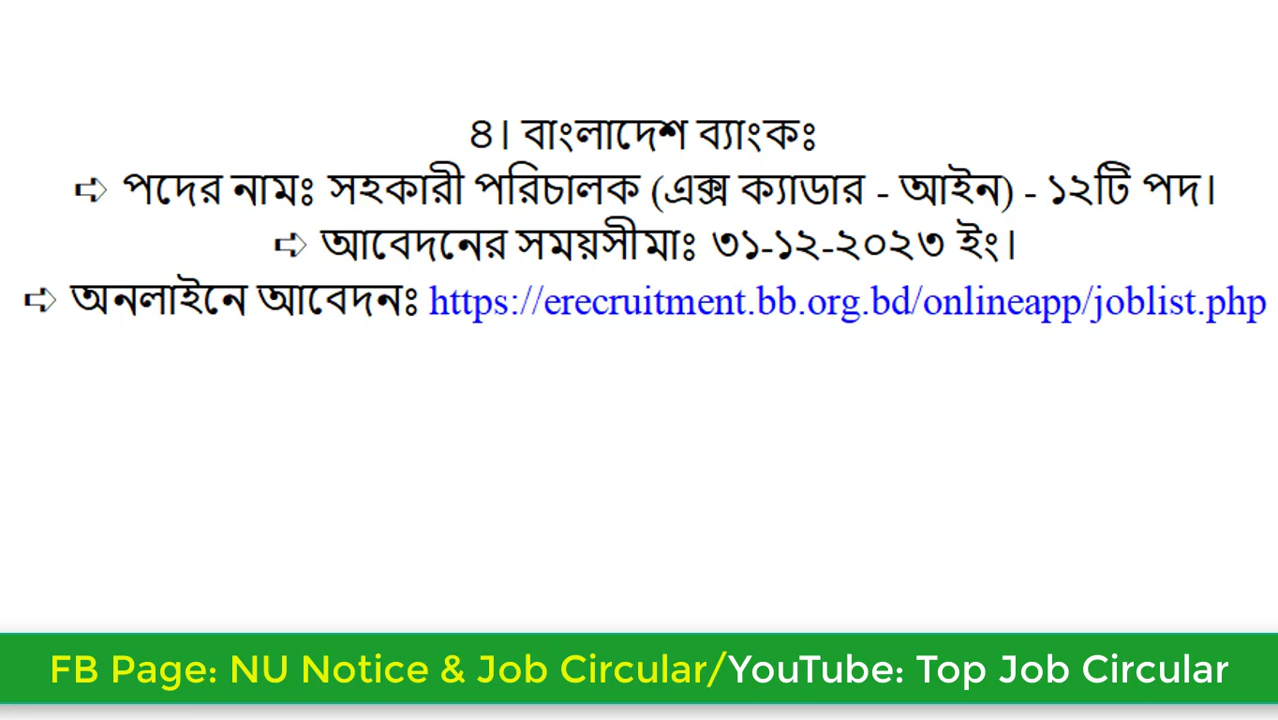 ৪। বাংলাদেশ ব্যাংকঃ
➪ পদের নামঃ সহকারী পরিচালক (এক্স ক্যাডার - আইন) - ১২টি পদ।
➪ আবেদনের সময়সীমাঃ ৩১-১২-২০২৩ ইং।
➪ অনলাইনে আবেদনঃ https://erecruitment.bb.org.bd/onlineapp/joblist.php
FB Page: NU Notice & Job Circular/YouTube: Top Job Circular